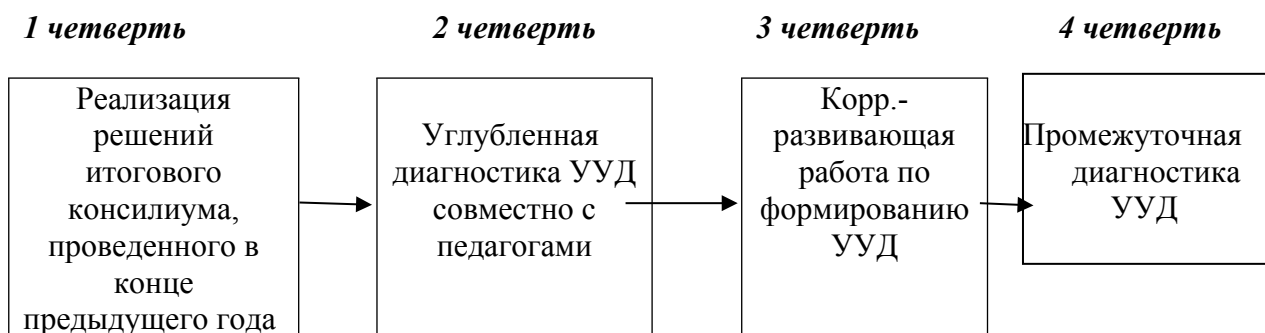 1 четверть 2 четверть 3 четверть 4 четверть
Реализация
решений
итогового
консилиума,
проведенного в
конце
предыдущего года
Углубленная
диагностика УУД
совместно с
педагогами
Корр.-
развивающая
работа по
формированию
УУД
Промежуточная
диагностика
УУД